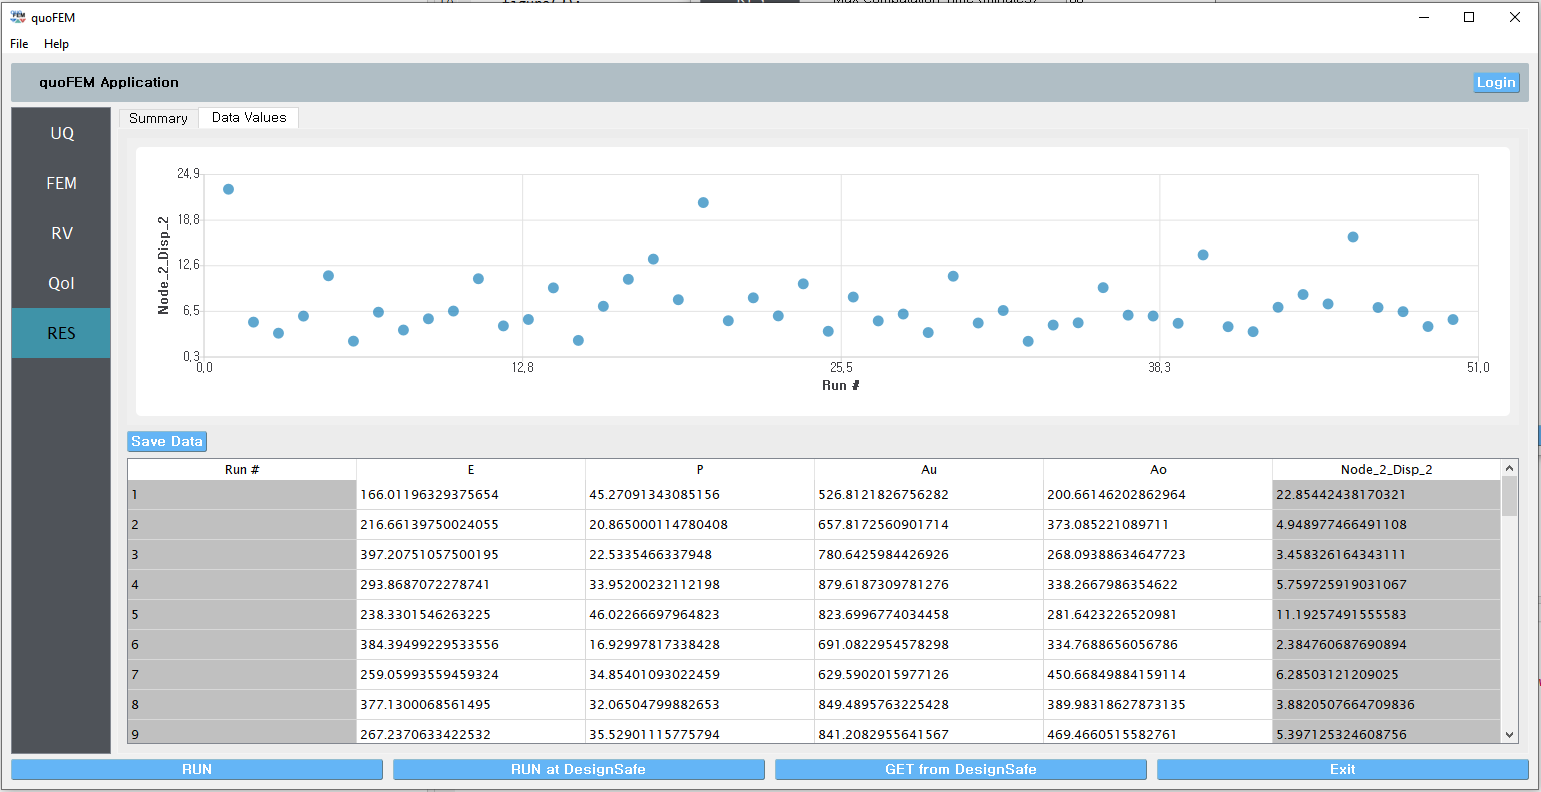 quoFEM
File Help
quoFEM Application
Login
UQ
FEM
RV
QoI
RES
Summary
Data Values
Node_2_Disp_2
24,9
18,8
12,6
6,5
0,3
0,0 12,8 25,5 38,3 51,0
Run #
Save Data
Run # E P Au Ao Node_2_Disp_2
1 166.01196329375654 45.27091343085156 526.8121826756282 200.66146202862964 22.85442438170321
2 216.66139750024055 20.865000114780408 657.8172560901714 373.085221089711 4.948977466491108
3 397.20751057500195 22.5335466337948 780.6425984426926 268.09388634647723 3.458326164343111
4 293.8687072278741 33.95200232112198 879.6187309781276 338.2667986354622 5.759725919031067
5 238.3301546263225 46.02266697964823 823.6996774034458 281.6423226520981 11.19257491555583
6 384.39499229533556 16.92997817338428 691.0822954578298 334.7688656056786 2.384760687690894
7 259.05993559459324 34.85401093022459 629.5902015977126 450.66849884159114 6.28503121209025
8 377.1300068561495 32.06504799882653 849.4895763225428 389.98318627873135 3.8820507664709836
9 267.2370633422532 35.52901115775794 841.2082955641567 469.4660515582761 5.397125324608756
RUN
RUN at DesignSafe
GET from DesignSafe
Exit